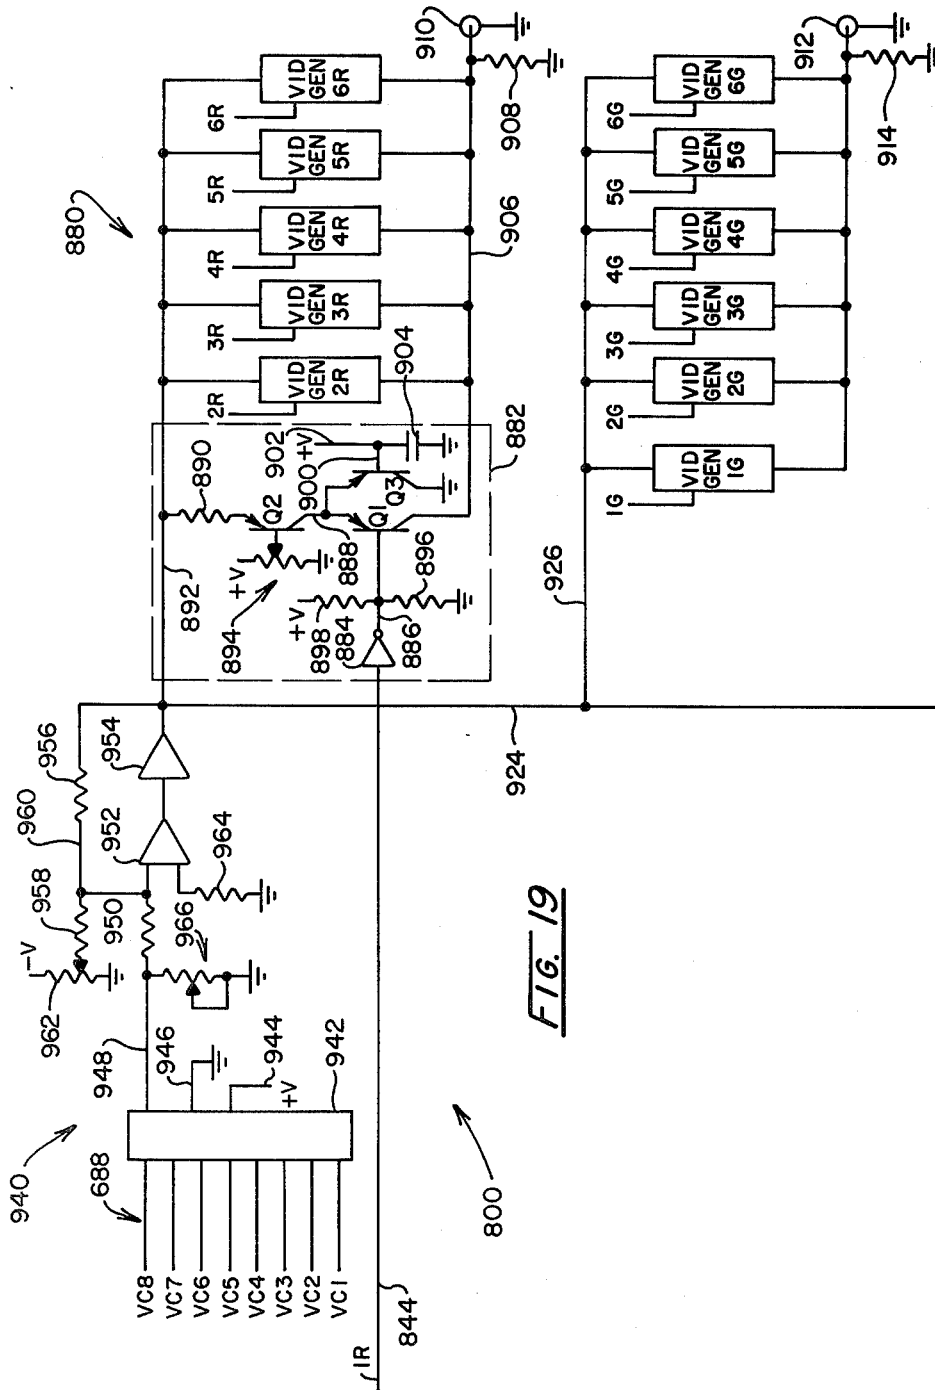 940
688
VC8
VC7
VC6
VC5
VC4
VC3
VC2
VC1
948
946
944
+V
942
962
-V
958
960
956
950
952
954
966
964
1R
844
800
FIG. 19
924
926
892
890
894
+V
Q2
888
900
902
+V
904
Q3
Q1
+V
898
884
886
896
882
880
2R
VID GEN 2R
3R
VID GEN 3R
4R
VID GEN 4R
5R
VID GEN 5R
6R
VID GEN 6R
906
908
910
1G
VID GEN 1G
2G
VID GEN 2G
3G
VID GEN 3G
4G
VID GEN 4G
5G
VID GEN 5G
6G
VID GEN 6G
912
914